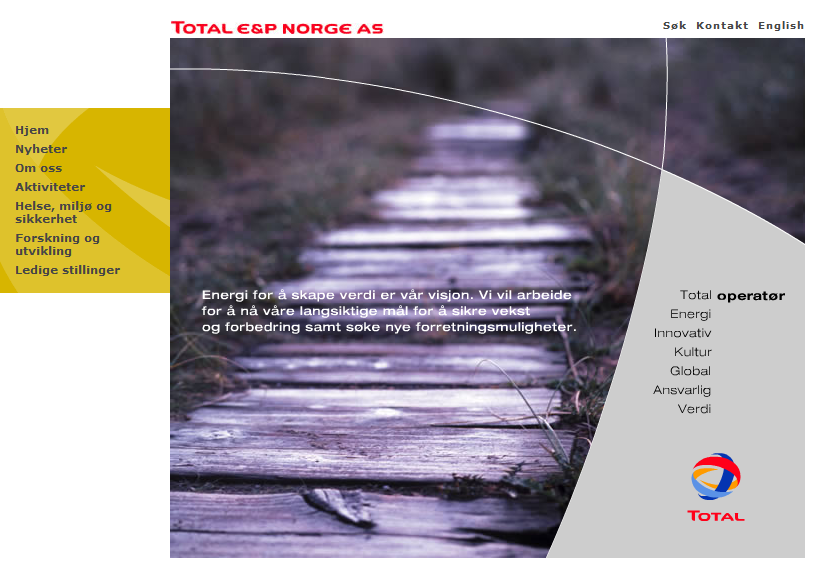 TOTAL E&P NORGE AS
Søk Kontakt English
Hjem
Nyheter
Om oss
Aktiviteter
Helse, miljø og
sikkerhet
Forskning og
utvikling
Ledige stillinger
Energi for å skape verdi er vår visjon. Vi vil arbeide
for å nå våre langsiktige mål for å sikre vekst
og forbedring samt søke nye forretningsmuligheter.
Total operatør
Energi
Innovativ
Kultur
Global
Ansvarlig
Verdi
TOTAL